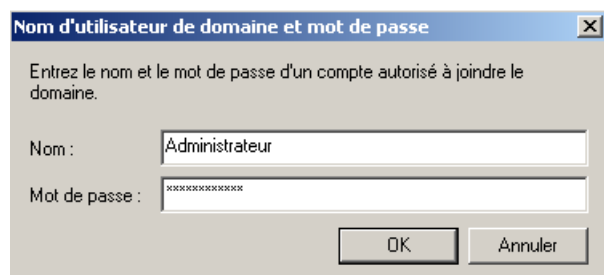 Nom d'utilisateur de domaine et mot de passe
Entrez le nom et le mot de passe d'un compte autorisé à joindre le
domaine.
Nom : Administrateur
Mot de passe : xxxxxxxxxxxx
OK Annuler